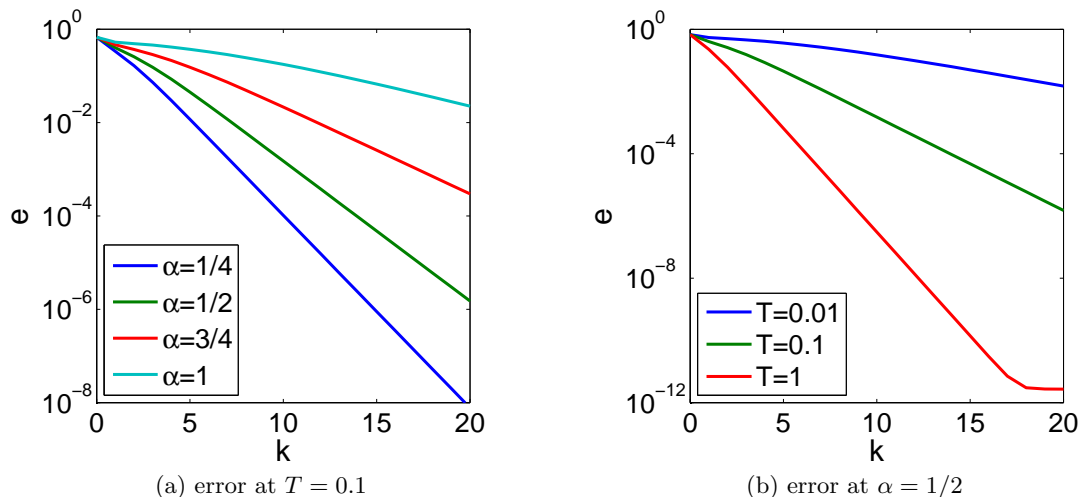 10^0
10^-2
10^-4
10^-6
10^-8
e
α=1/4
α=1/2
α=3/4
α=1
0 5 10 15 20
k
(a) error at T = 0.1
10^0
10^-4
10^-8
10^-12
e
T=0.01
T=0.1
T=1
0 5 10 15 20
k
(b) error at α = 1/2